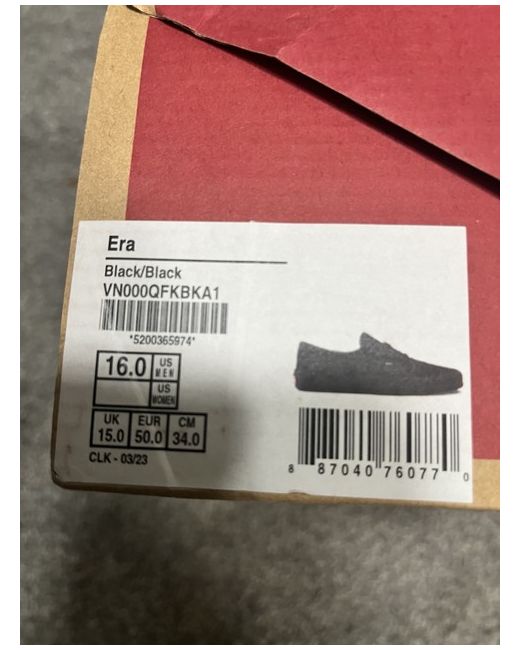 Era
Black/Black
VN000QFKBKA1
*5200365974*
16.0 US MEN
US WOMEN
UK EUR CM
15.0 50.0 34.0
CLK - 03/23
8 87040 76077 0